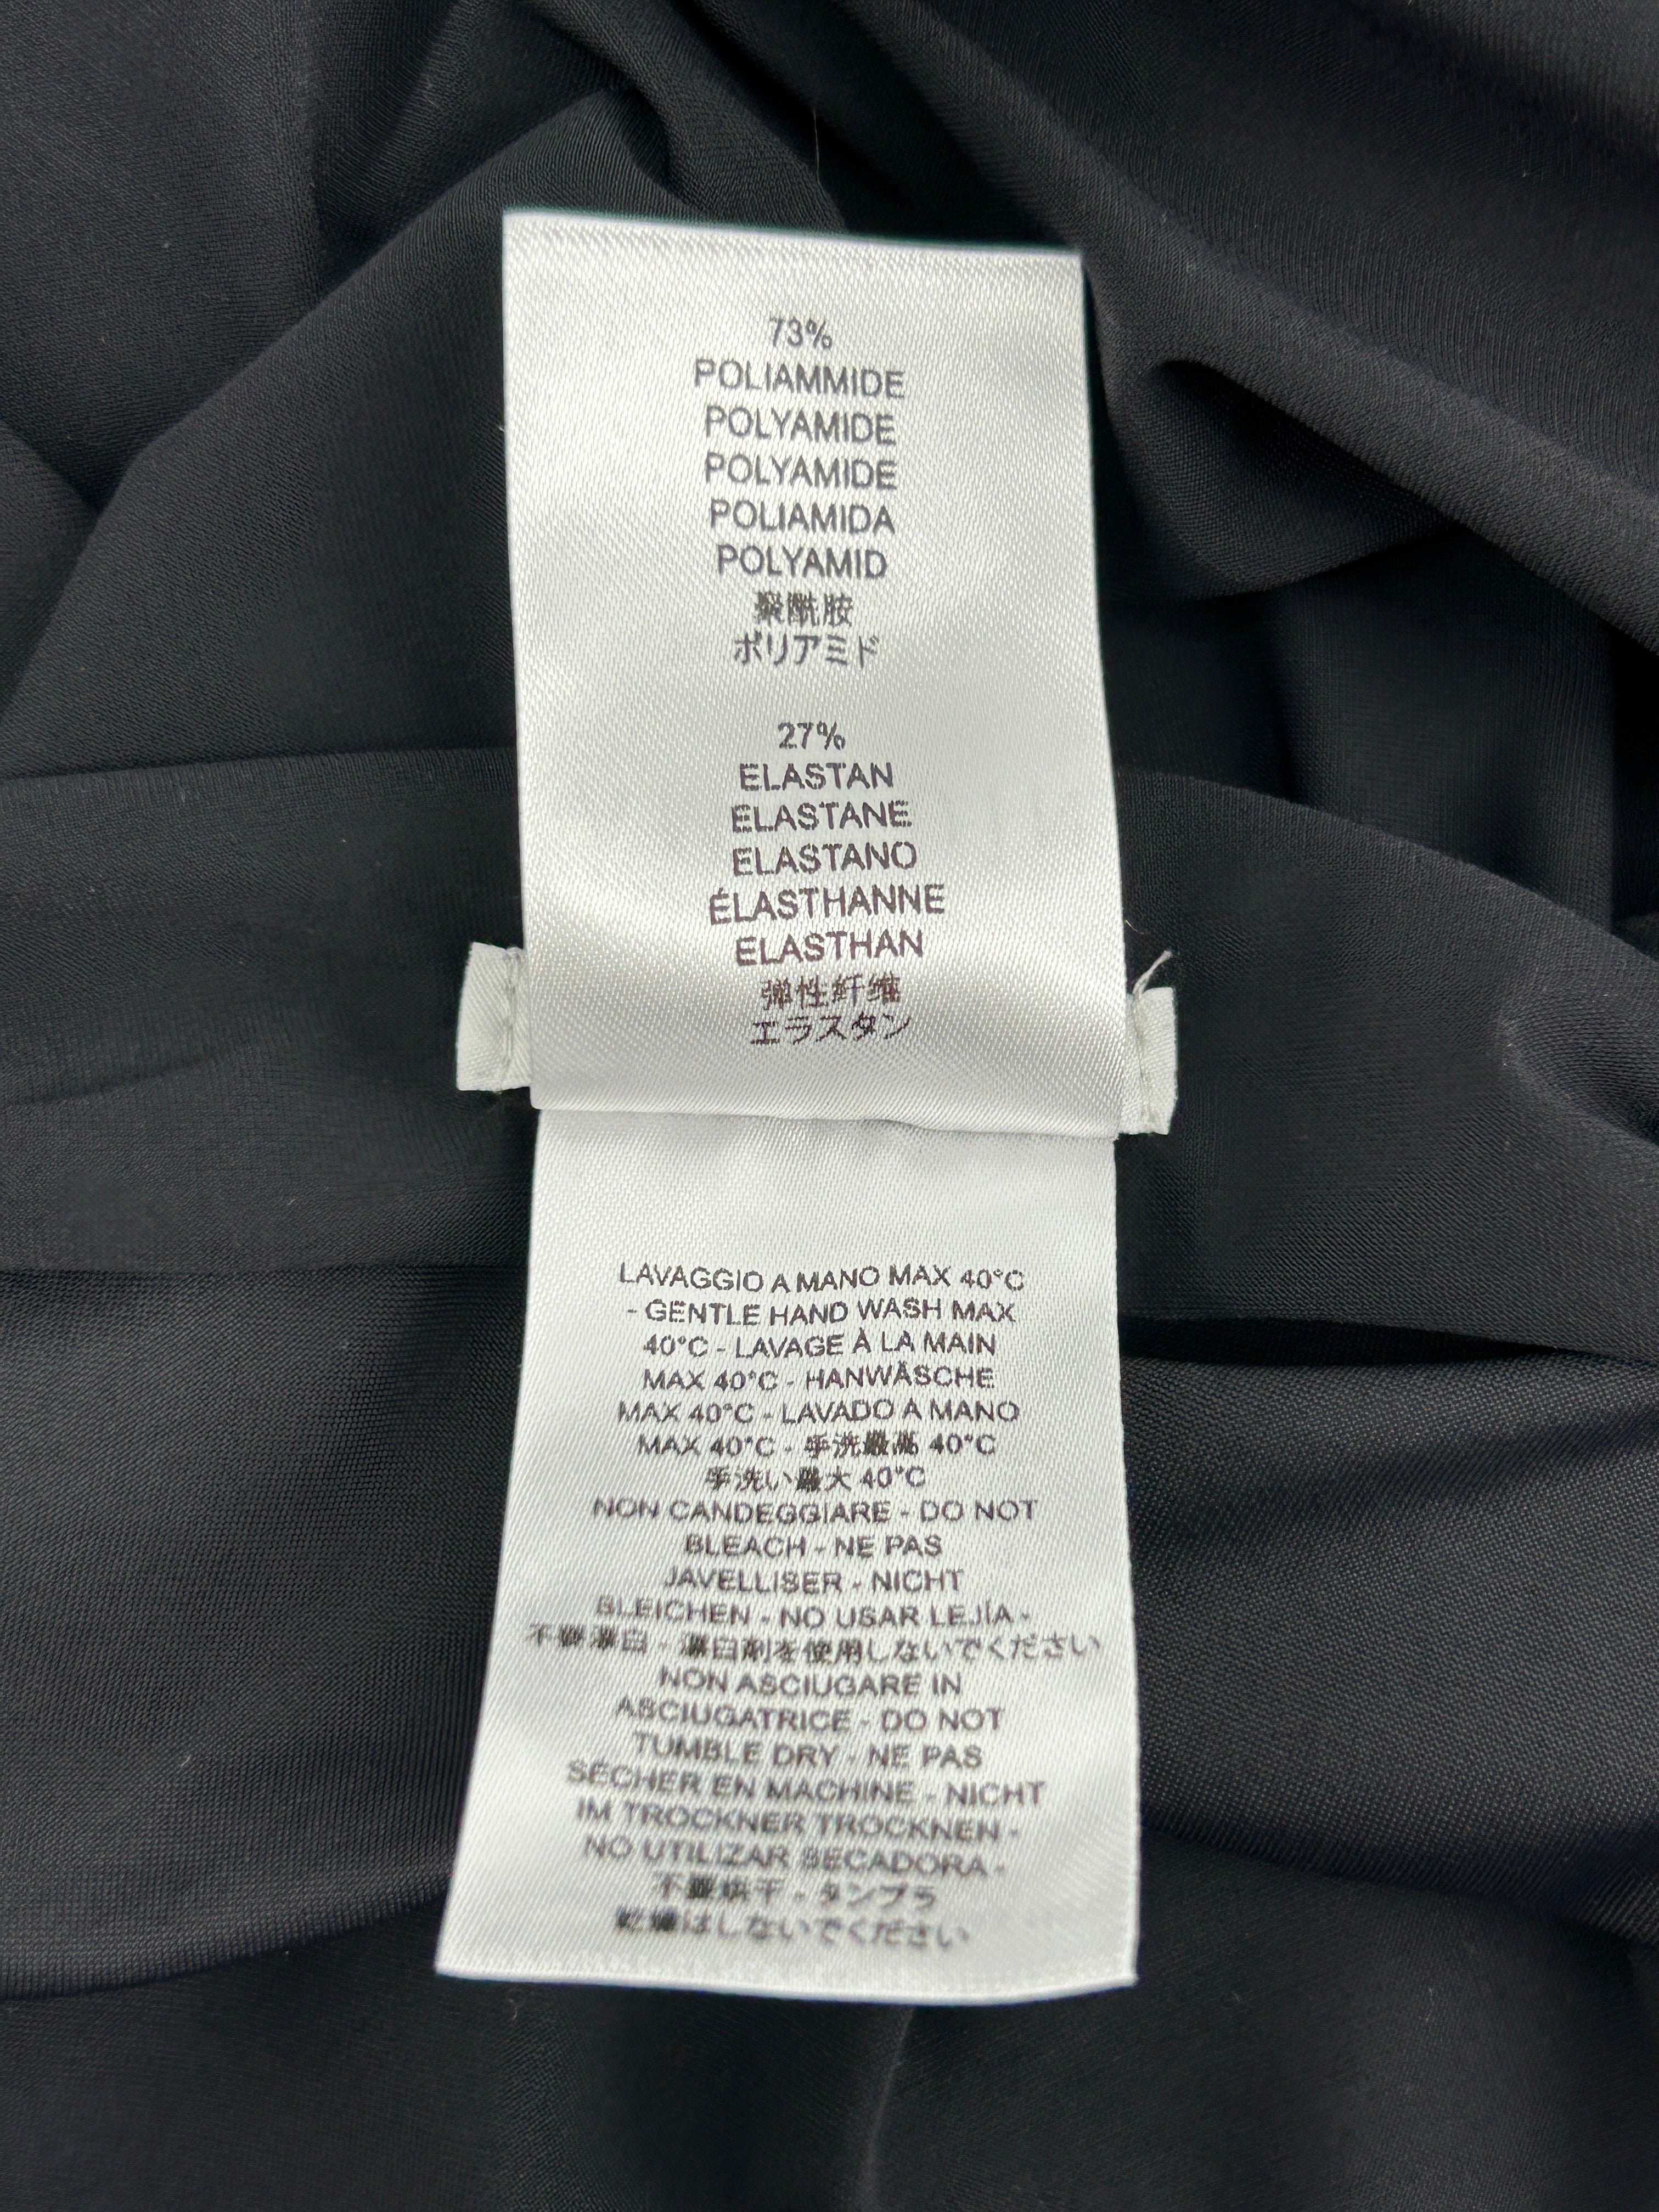 73%
POLIAMMIDE
POLYAMIDE
POLYAMIDE
POLIAMIDA
POLYAMID
聚酰胺
ポリアミド
27%
ELASTAN
ELASTANE
ELASTANO
ÉLASTHANNE
ELASTHAN
弹性纤维
エラスタン
LAVAGGIO A MANO MAX 40°C
- GENTLE HAND WASH MAX
40°C - LAVAGE À LA MAIN
MAX 40°C - HANWÄSCHE
MAX 40°C - LAVADO A MANO
MAX 40°C - 手洗最高 40°C
手洗い最大 40°C
NON CANDEGGIARE - DO NOT
BLEACH - NE PAS
JAVELLISER - NICHT
BLEICHEN - NO USAR LEJÍA -
不要漂白 - 漂白剤を使用しないでください
NON ASCIUGARE IN
ASCIUGATRICE - DO NOT
TUMBLE DRY - NE PAS
SÉCHER EN MACHINE - NICHT
IM TROCKNER TROCKNEN -
NO UTILIZAR SECADORA -
不要烘干 - タンブラ
乾燥はしないでください